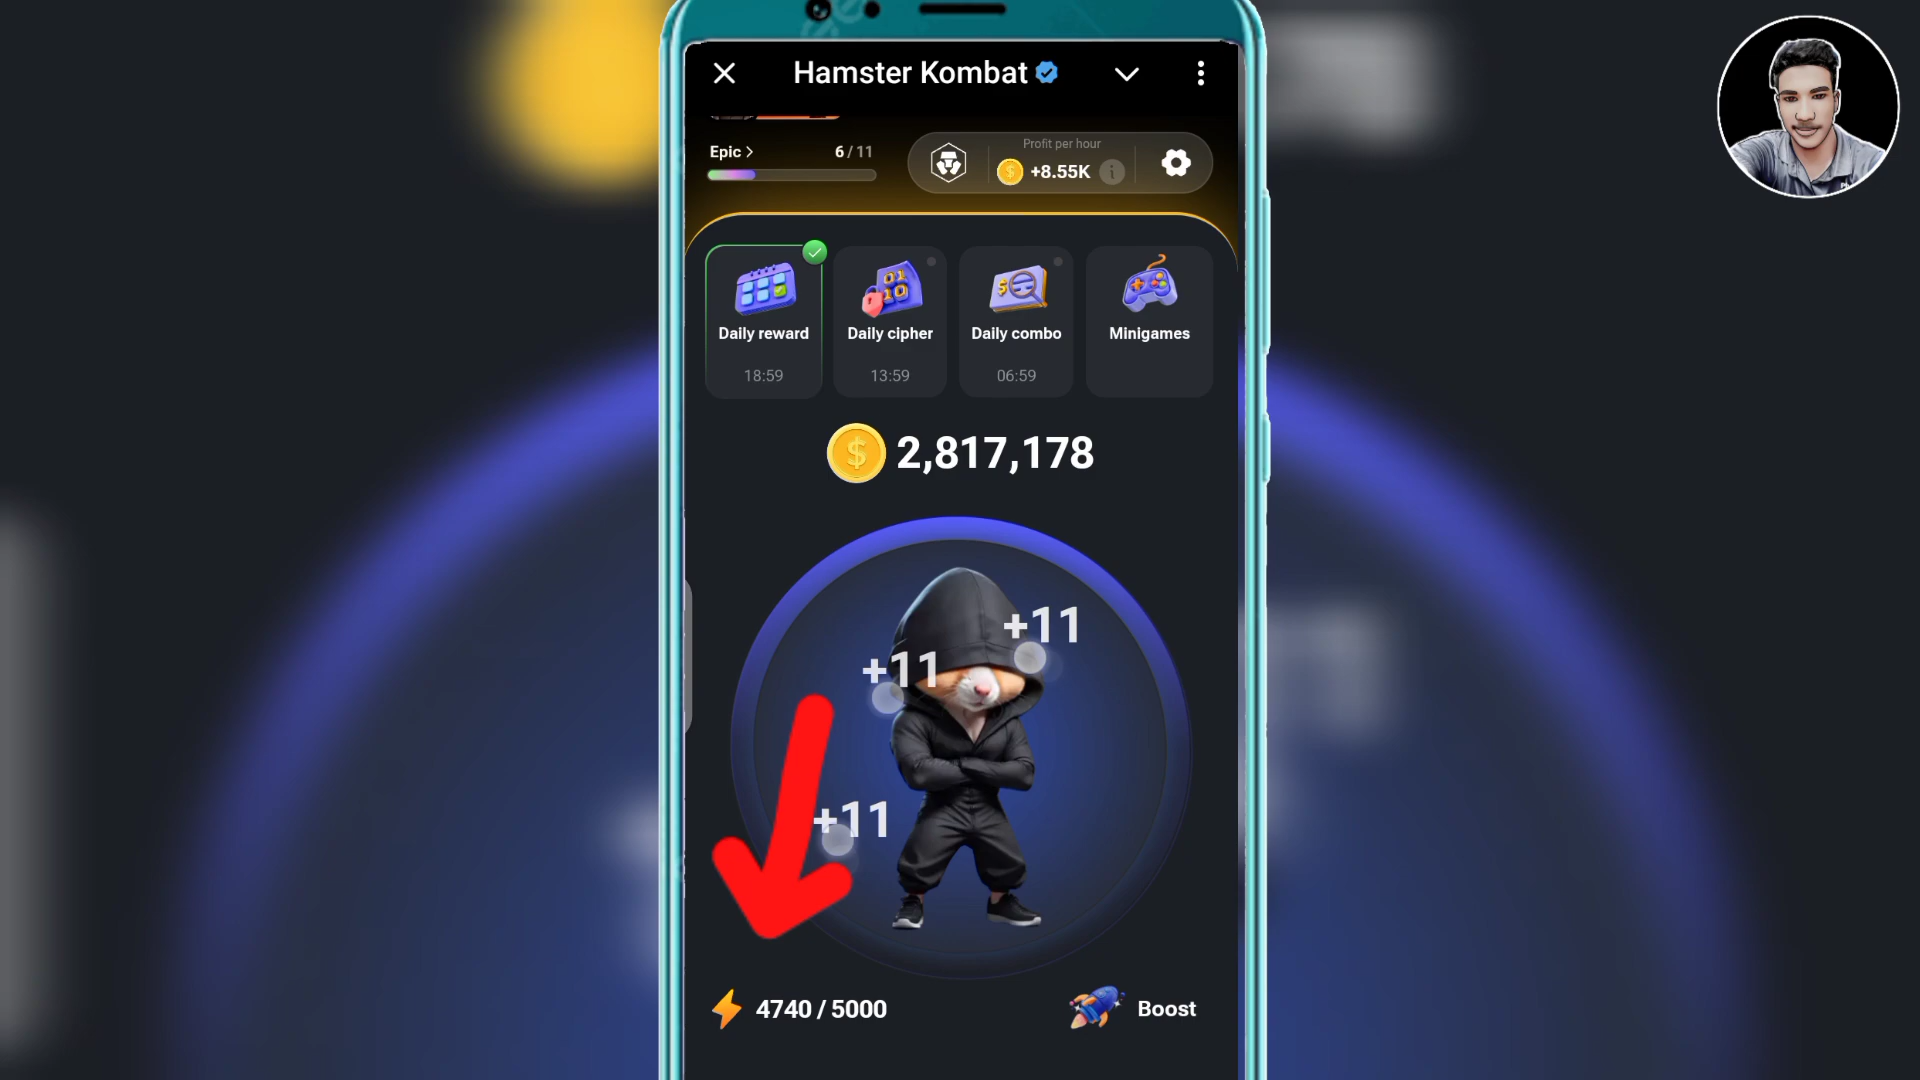 Hamster Kombat
Epic >
6 / 11
Profit per hour
+8.55K
Daily reward
18:59
Daily cipher
13:59
Daily combo
06:59
Minigames
2,817,178
+11
+11
+11
4740 / 5000
Boost